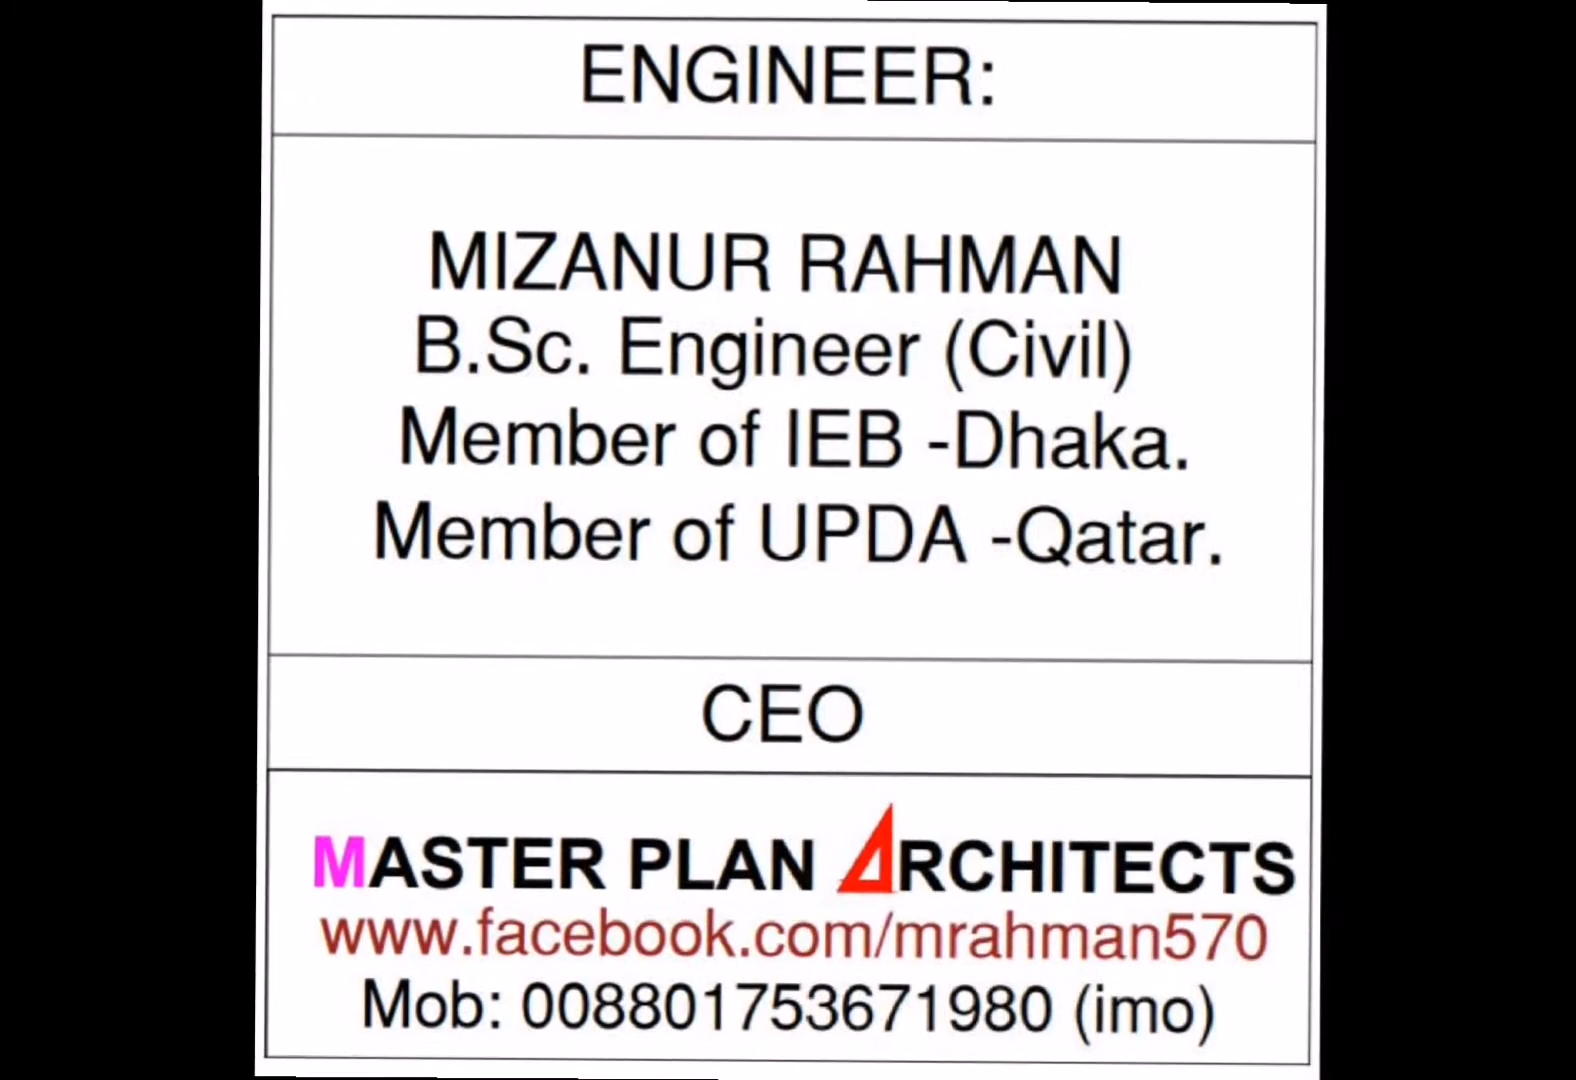 ENGINEER:
MIZANUR RAHMAN
B.Sc. Engineer (Civil)
Member of IEB -Dhaka.
Member of UPDA -Qatar.
CEO
MASTER PLAN ARCHITECTS
www.facebook.com/mrahman570
Mob: 008801753671980 (imo)